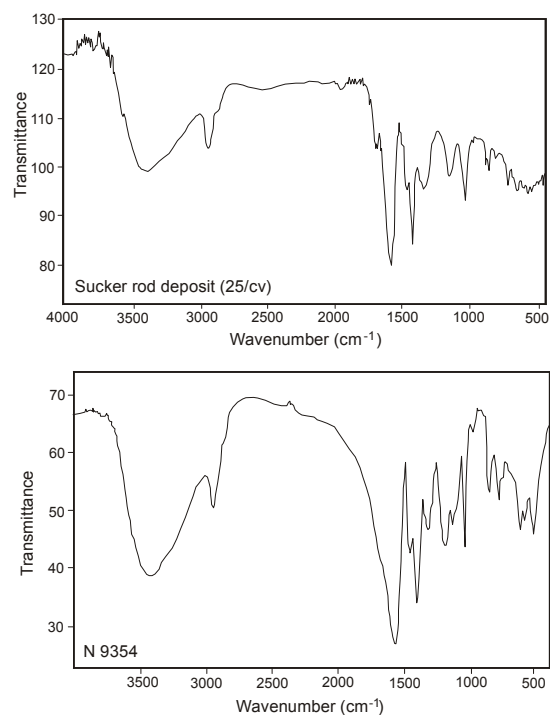 130
120
110
100
90
80
Transmittance
Sucker rod deposit (25/cv)
4000 3500 3000 2500 2000 1500 1000 500
Wavenumber (cm-1)
70
60
50
40
30
Transmittance
N 9354
3500 3000 2500 2000 1500 1000 500
Wavenumber (cm-1)